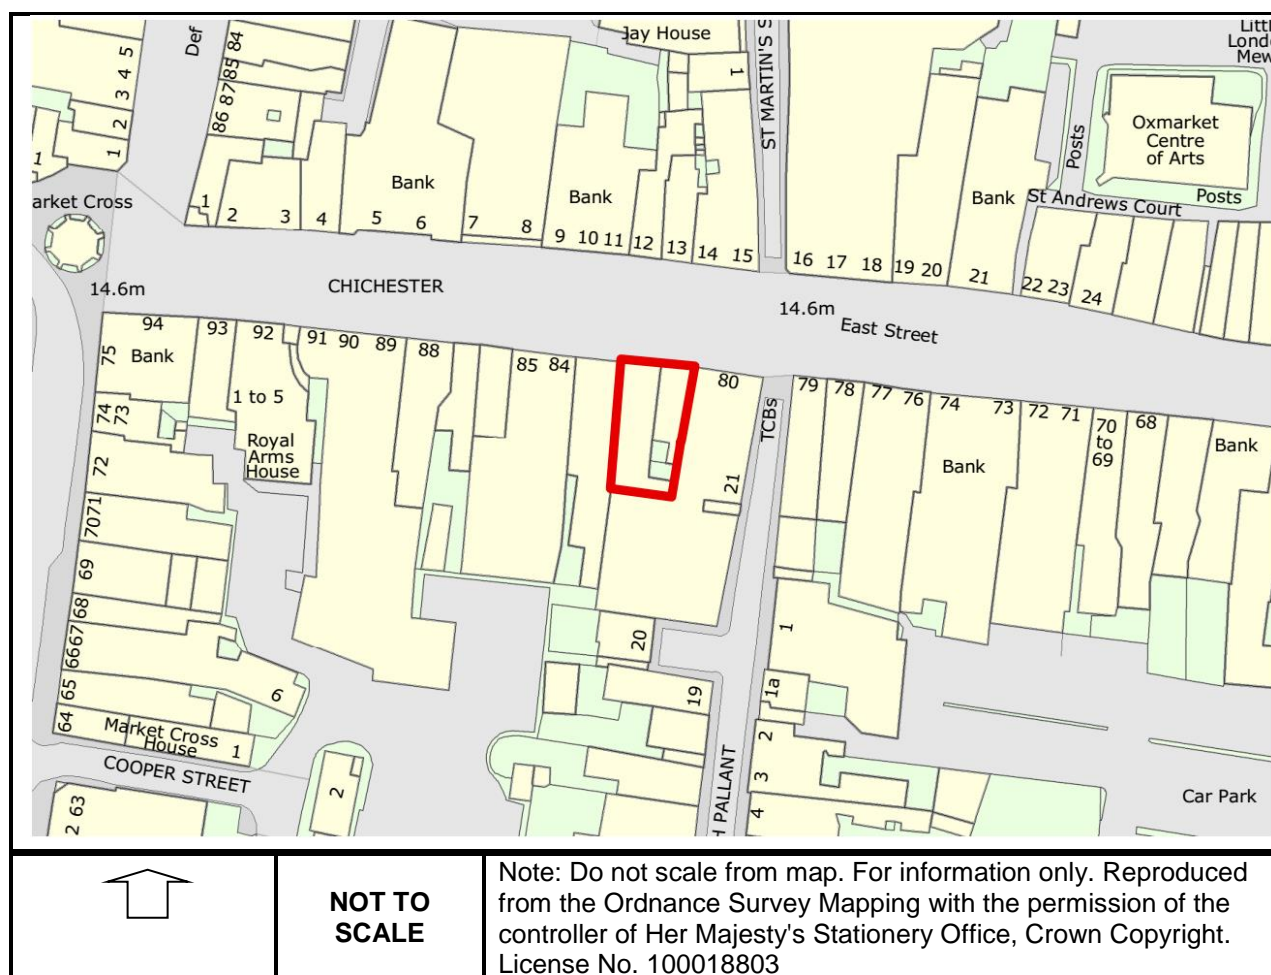 Jay House
Littl
Londo
Mew
Def
84
85
87
86
5
4
3
2
1
1
ST MARTIN'S S
1
Oxmarket
Centre
of Arts
Posts
Posts
St Andrews Court
Bank
Bank
Bank
arket Cross
1
2
3
4
5
6
7
8
9
10
11
12
13
14
15
16
17
18
19
20
21
22
23
24
14.6m
CHICHESTER
14.6m
East Street
94
93
92
91
90
89
88
85
84
80
79
78
77
76
74
73
72
71
70
to
69
68
Bank
75
74
73
72
71
70
69
68
67
66
65
64
1 to 5
Royal
Arms
House
TCBs
21
Bank
Bank
20
19
1
1a
2
3
4
6
Market Cross
House
1
COOPER STREET
2
63
2
H PALLANT
Car Park
NOT TO
SCALE
Note: Do not scale from map. For information only. Reproduced
from the Ordnance Survey Mapping with the permission of the
controller of Her Majesty's Stationery Office, Crown Copyright.
License No. 100018803